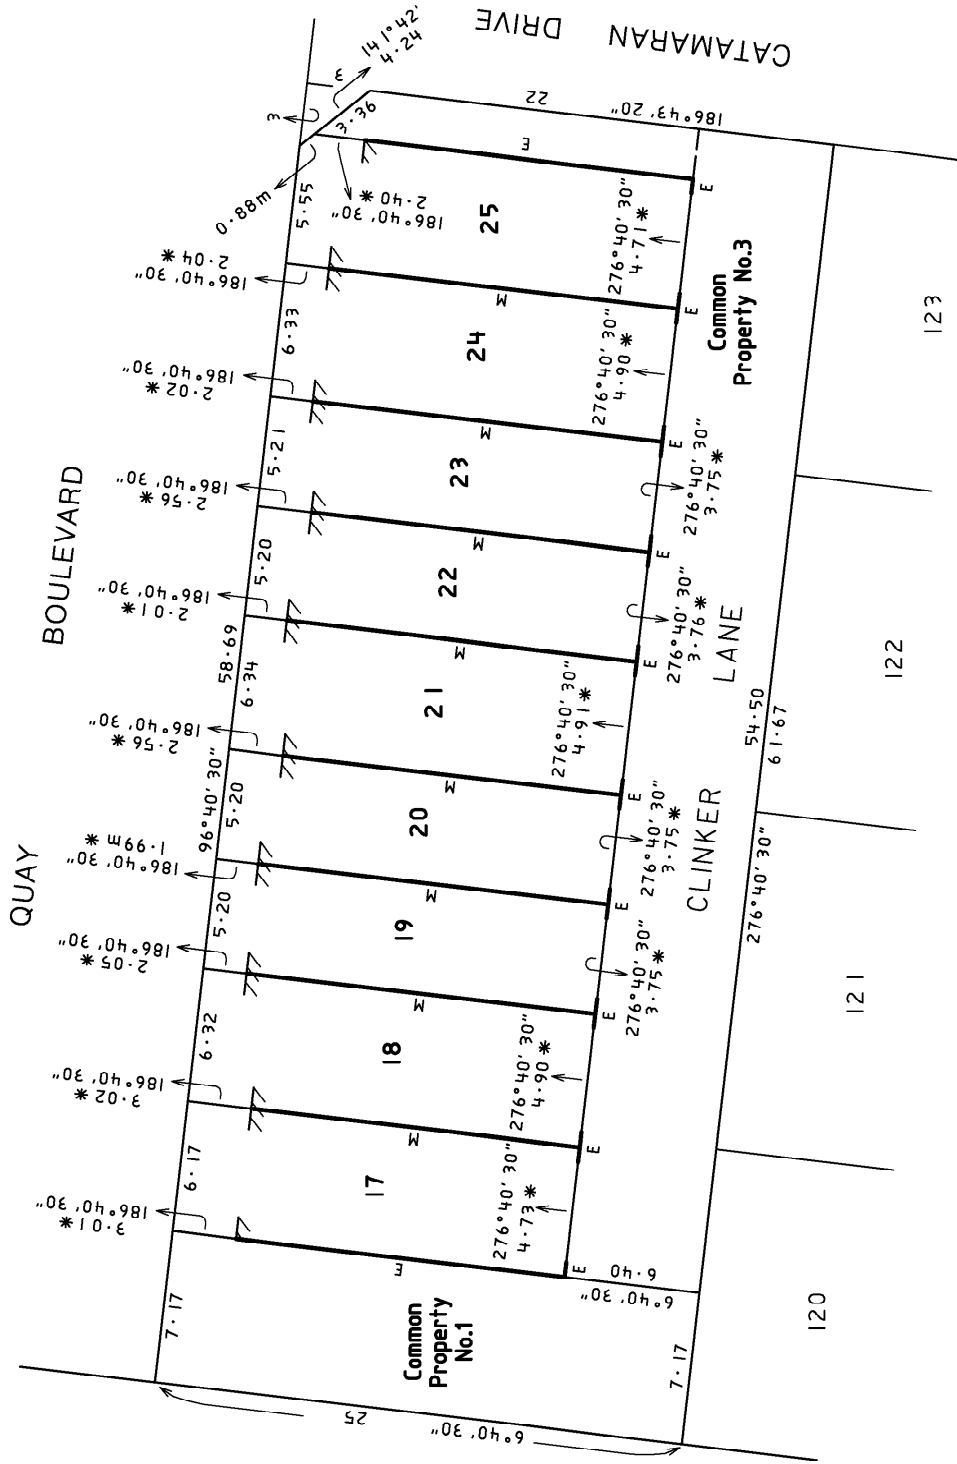 CATAMARAN DRIVE
141°42'
4·24
3
3
3·36
22
186°43'20"
0·88m
5·55
186°40'30"
2·40*
25
E
276°40'30"
4·71*
E
186°40'30"
2·04*
6·33
24
M
276°40'30"
4·90*
E
Common
Property No.3
123
186°40'30"
2·02*
5·21
23
M
276°40'30"
3·75*
E
BOULEVARD
186°40'30"
2·56*
5·20
22
M
276°40'30"
3·76*
E
186°40'30"
2·01*
58·69
6·34
21
M
276°40'30"
4·91*
E
LANE
54·50
61·67
122
186°40'30"
2·56*
96°40'30"
5·20
20
M
276°40'30"
3·75*
E
CLINKER
276°40'30"
QUAY
186°40'30"
1·99m*
5·20
19
M
276°40'30"
3·75*
E
121
186°40'30"
2·05*
6·32
18
M
276°40'30"
4·90*
E
186°40'30"
3·02*
6·17
17
M
276°40'30"
4·73*
E
186°40'30"
3·01*
E
E
6·40
6°40'30"
7·17
Common
Property
No.1
7·17
120
25
6°40'30"